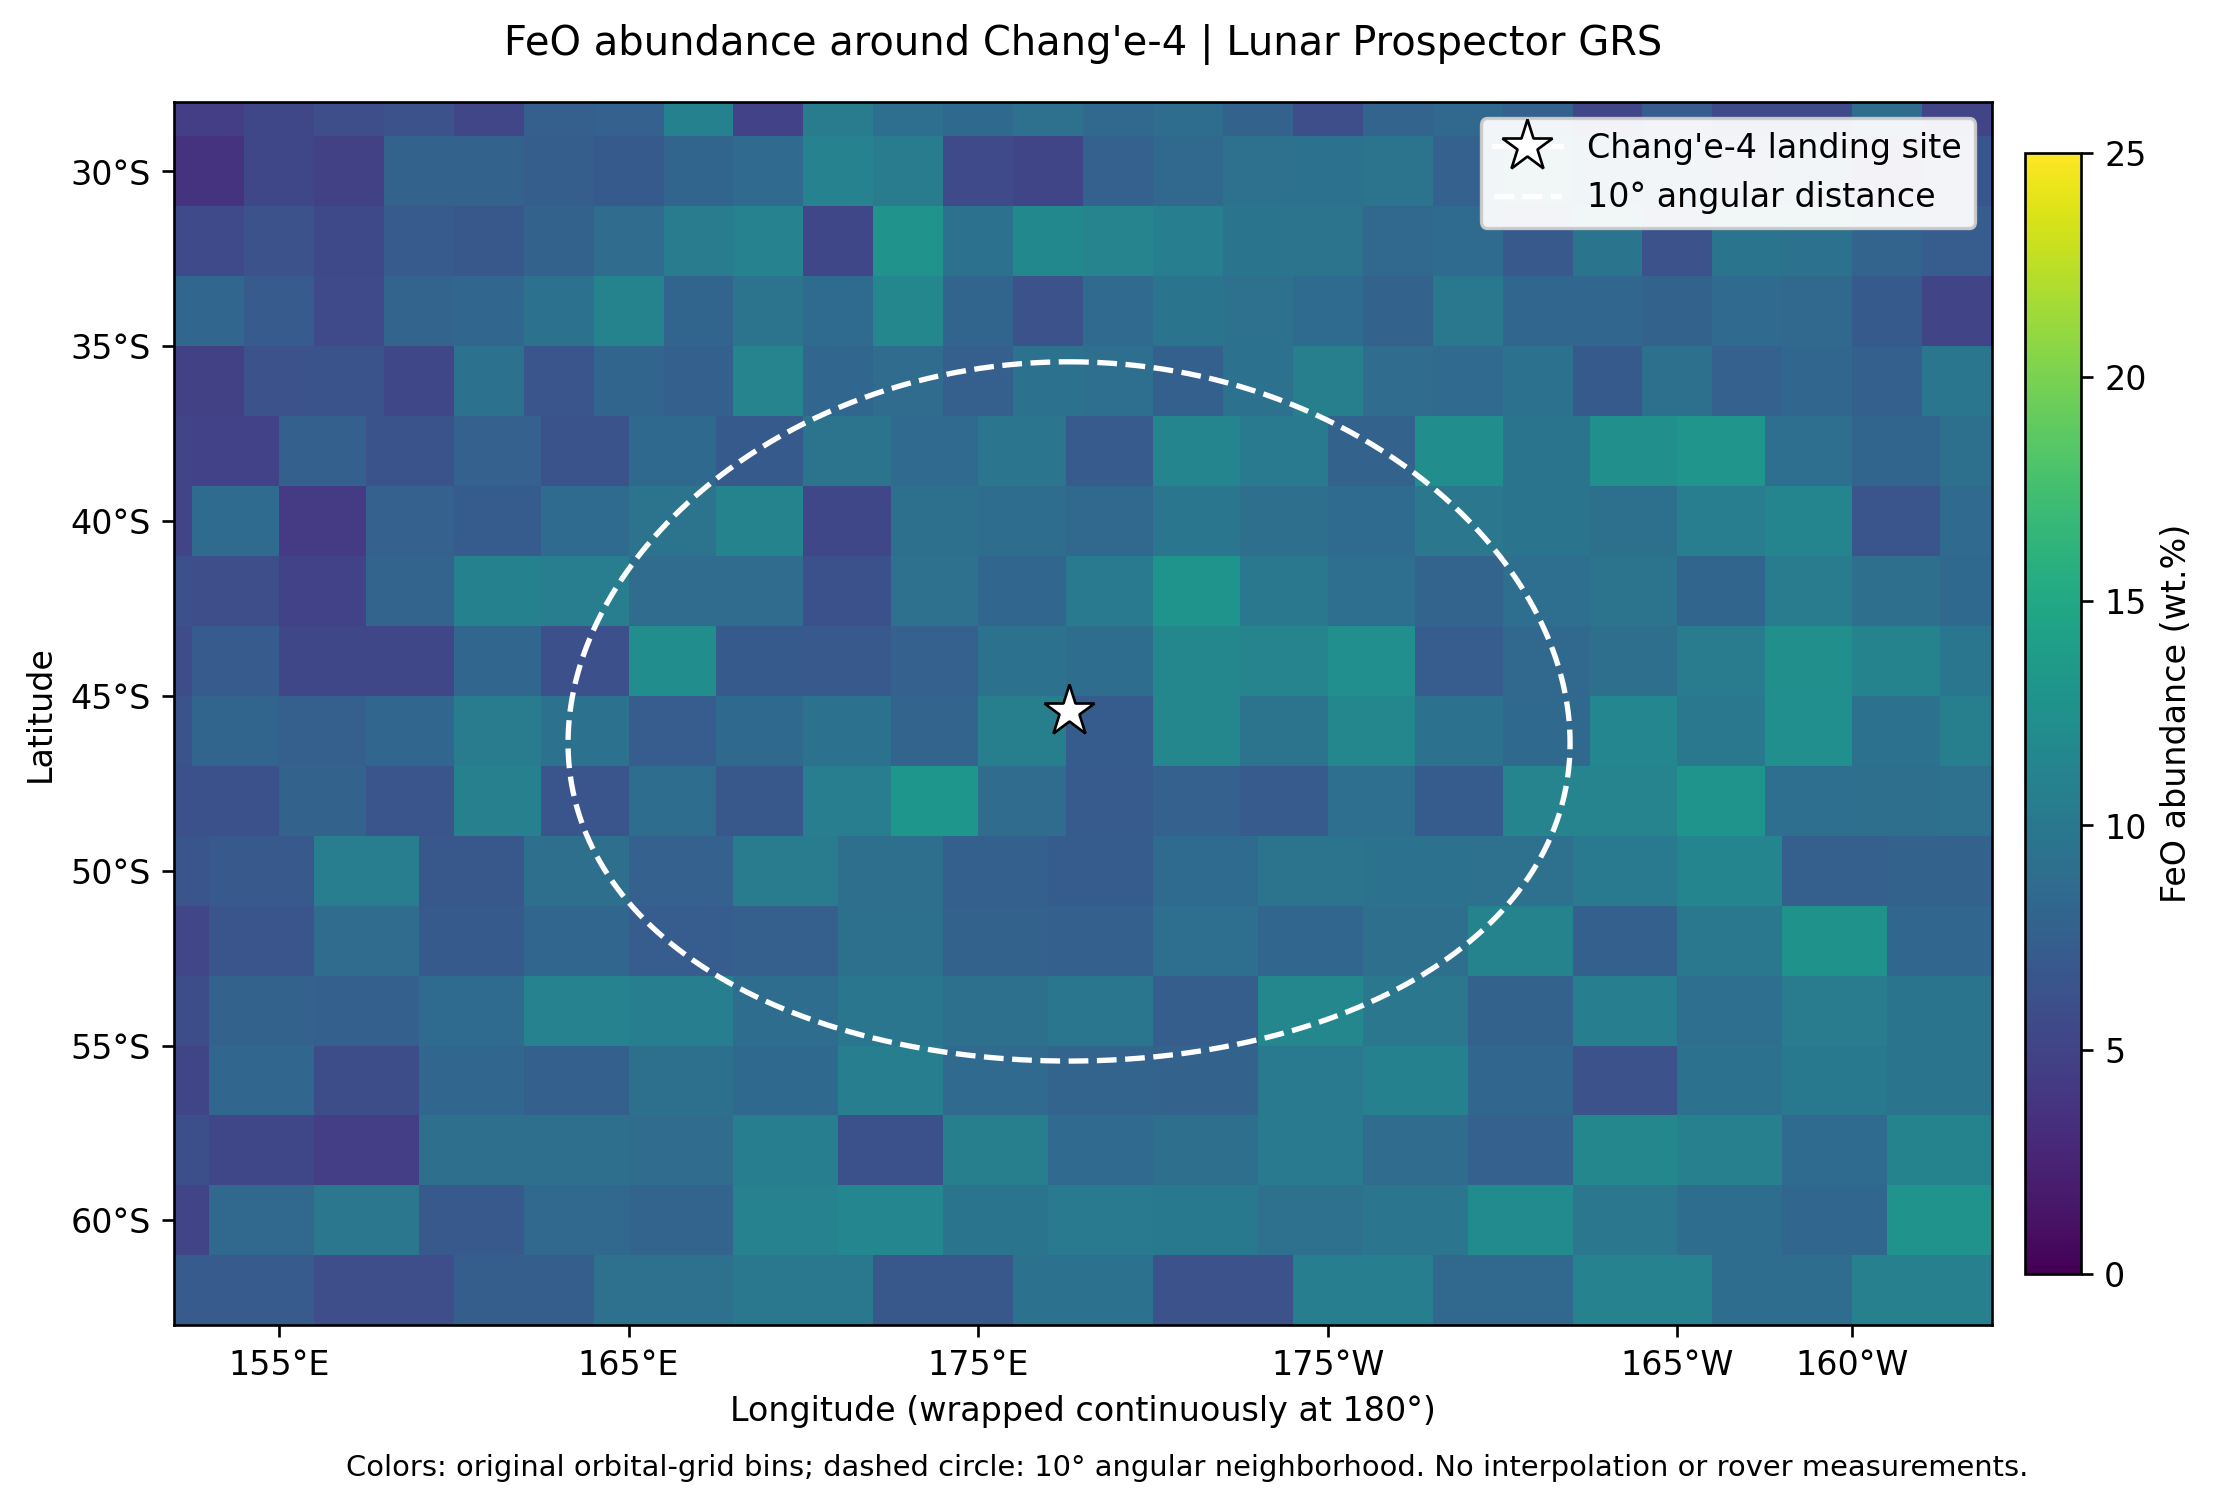 FeO abundance around Chang'e-4 | Lunar Prospector GRS
Chang'e-4 landing site
10° angular distance
30°S
35°S
40°S
45°S
50°S
55°S
60°S
Latitude
155°E
165°E
175°E
175°W
165°W
160°W
Longitude (wrapped continuously at 180°)
25
20
15
10
5
0
FeO abundance (wt.%)
Colors: original orbital-grid bins; dashed circle: 10° angular neighborhood. No interpolation or rover measurements.